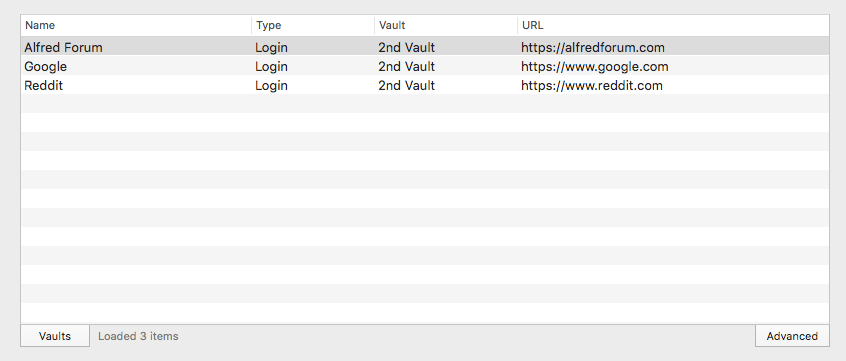 Name Type Vault URL
Alfred Forum Login 2nd Vault https://alfredforum.com
Google Login 2nd Vault https://www.google.com
Reddit Login 2nd Vault https://www.reddit.com
Vaults Loaded 3 items Advanced